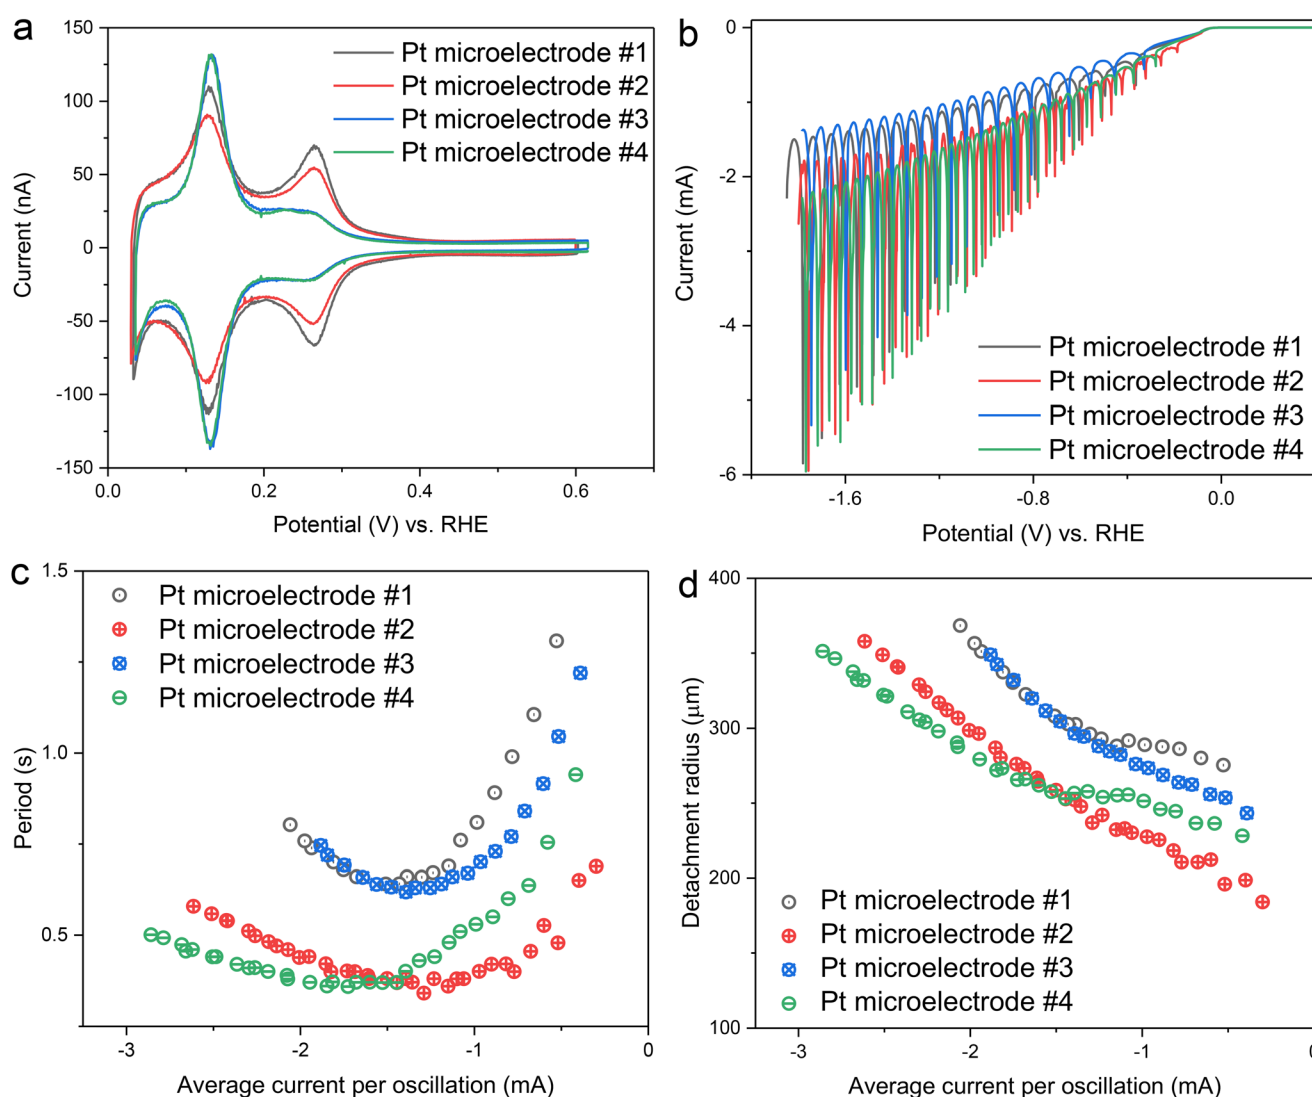 a
150
100
50
0
-50
-100
-150
Current (nA)
Pt microelectrode #1
Pt microelectrode #2
Pt microelectrode #3
Pt microelectrode #4
0.0
0.2
0.4
0.6
Potential (V) vs. RHE
b
0
-2
-4
-6
Current (mA)
Pt microelectrode #1
Pt microelectrode #2
Pt microelectrode #3
Pt microelectrode #4
-1.6
-0.8
0.0
Potential (V) vs. RHE
c
1.5
1.0
0.5
Period (s)
Pt microelectrode #1
Pt microelectrode #2
Pt microelectrode #3
Pt microelectrode #4
-3
-2
-1
0
Average current per oscillation (mA)
d
400
300
200
100
Detachment radius (μm)
Pt microelectrode #1
Pt microelectrode #2
Pt microelectrode #3
Pt microelectrode #4
-3
-2
-1
0
Average current per oscillation (mA)